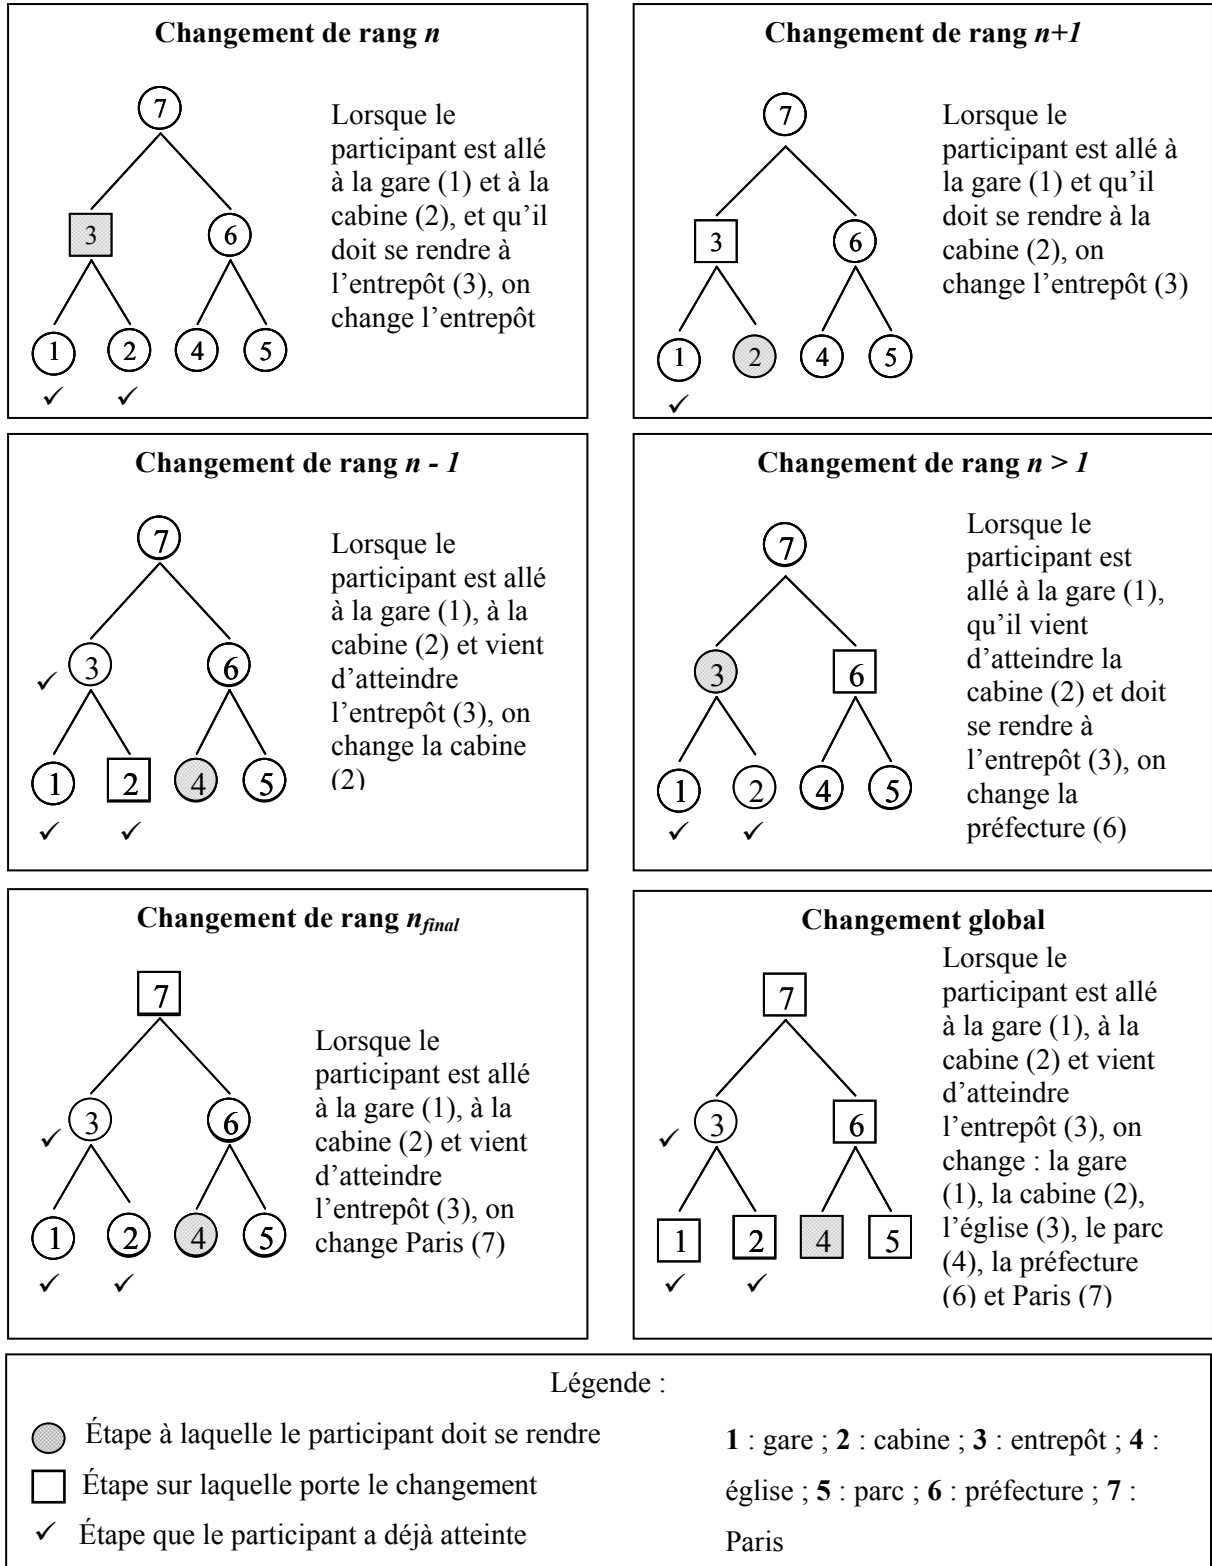 Changement de rang n
7
3
6
1
2
4
5
✓
✓
Lorsque le
participant est allé
à la gare (1) et à la
cabine (2), et qu’il
doit se rendre à
l’entrepôt (3), on
change l’entrepôt
Changement de rang n+1
7
3
6
1
2
4
5
✓
Lorsque le
participant est allé à
la gare (1) et qu’il
doit se rendre à la
cabine (2), on
change l’entrepôt (3)
Changement de rang n - 1
7
✓ 3
6
1
2
4
5
✓
✓
Lorsque le
participant est allé
à la gare (1), à la
cabine (2) et vient
d’atteindre
l’entrepôt (3), on
change la cabine
(2)
Changement de rang n > 1
7
3
6
1
2
4
5
✓
✓
Lorsque le
participant est
allé à la gare (1),
qu’il vient
d’atteindre la
cabine (2) et doit
se rendre à
l’entrepôt (3), on
change la
préfecture (6)
Changement de rang nfinal
7
✓ 3
6
1
2
4
5
✓
✓
Lorsque le
participant est allé
à la gare (1), à la
cabine (2) et vient
d’atteindre
l’entrepôt (3), on
change Paris (7)
Changement global
7
✓ 3
6
1
2
4
5
✓
✓
Lorsque le
participant est allé
à la gare (1), à la
cabine (2) et vient
d’atteindre
l’entrepôt (3), on
change : la gare
(1), la cabine (2),
l’église (3), le parc
(4), la préfecture
(6) et Paris (7)
Légende :
Étape à laquelle le participant doit se rendre
Étape sur laquelle porte le changement
✓ Étape que le participant a déjà atteinte
1 : gare ; 2 : cabine ; 3 : entrepôt ; 4 :
église ; 5 : parc ; 6 : préfecture ; 7 :
Paris